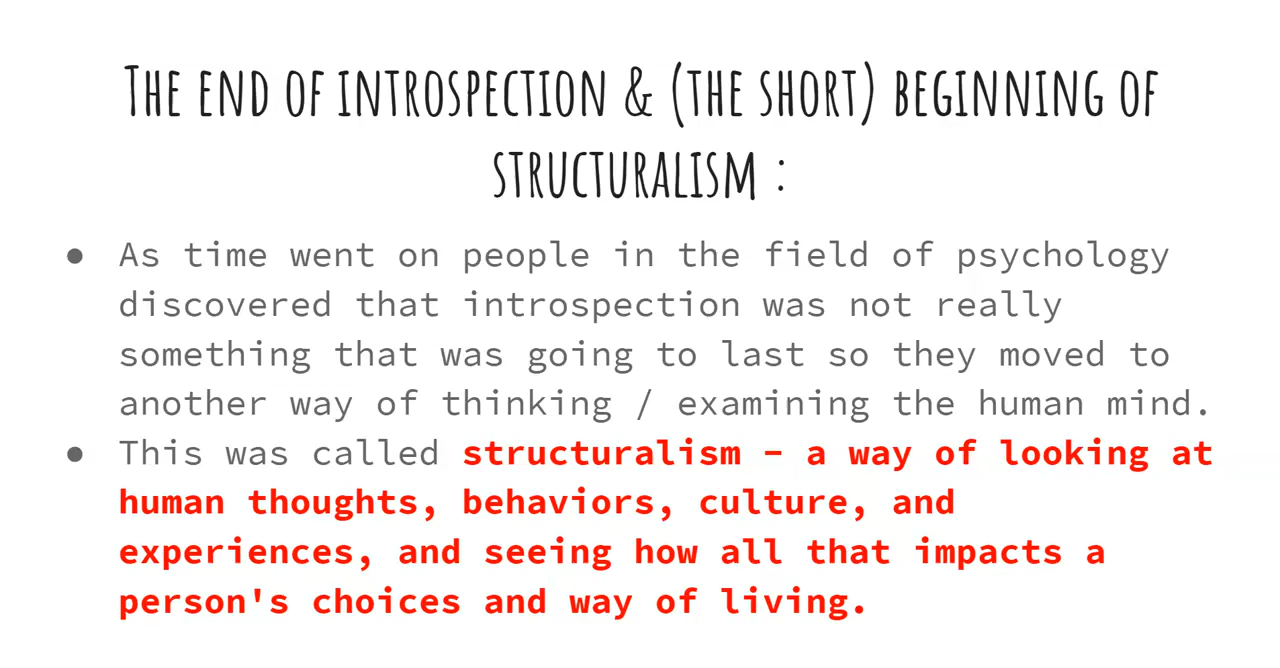 THE END OF INTROSPECTION & (THE SHORT) BEGINNING OF
STRUCTURALISM :
● As time went on people in the field of psychology
discovered that introspection was not really
something that was going to last so they moved to
another way of thinking / examining the human mind.
● This was called structuralism - a way of looking at
human thoughts, behaviors, culture, and
experiences, and seeing how all that impacts a
person's choices and way of living.